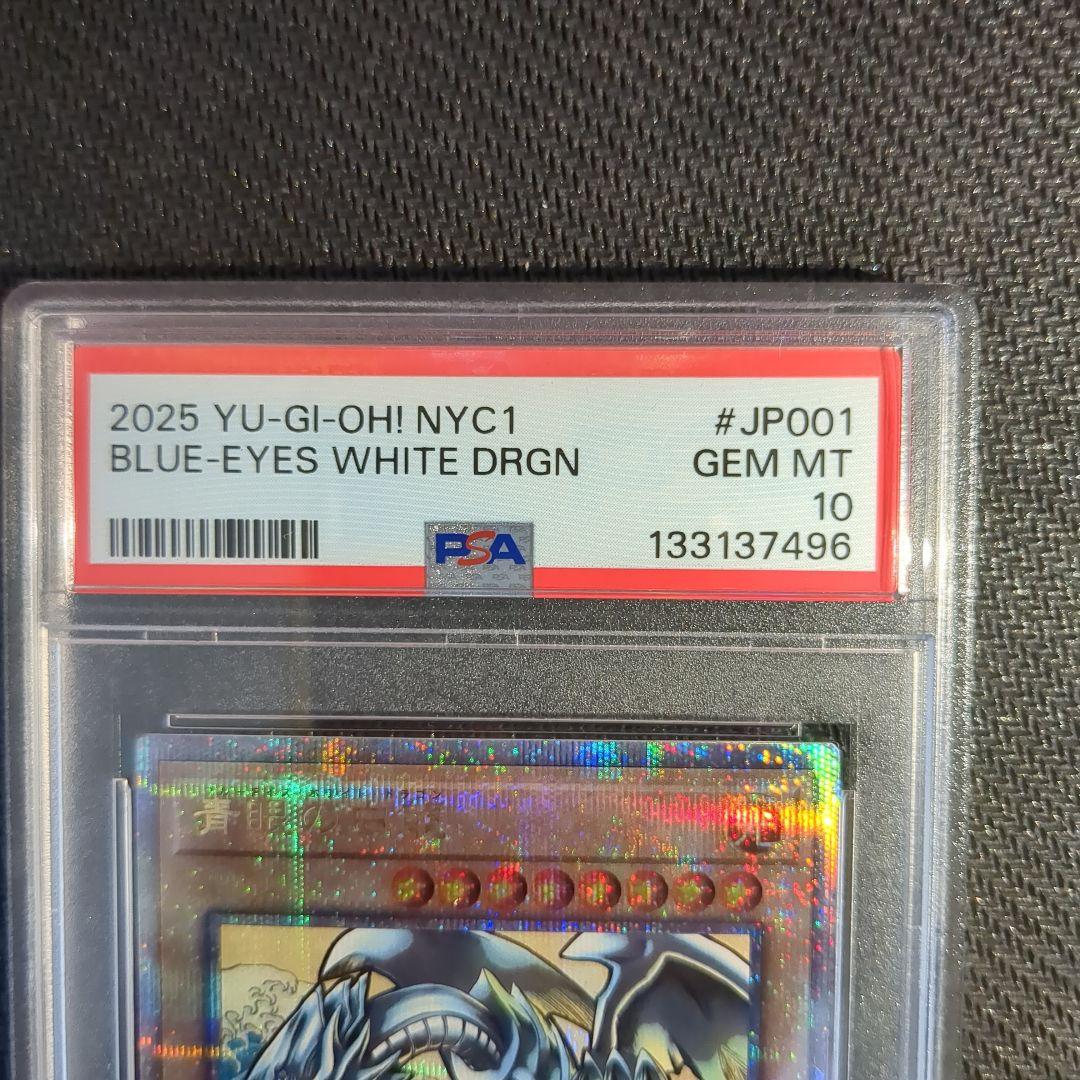 2025 YU-GI-OH! NYC1 #JP001
BLUE-EYES WHITE DRGN GEM MT
10
PSA 133137496